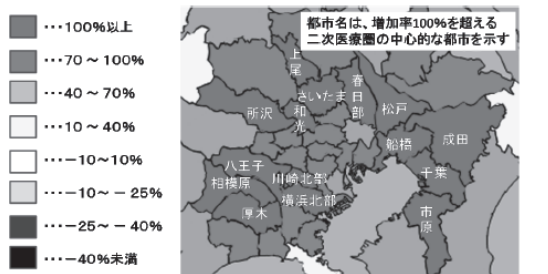 …100%以上
…70～100%
…40～70%
…10～40%
…－10～10%
…－10～－25%
…－25～－40%
…－40%未満
都市名は、増加率100%を超える
二次医療圏の中心的な都市を示す
上尾
春日部
さいたま
所沢
和光
松戸
船橋
成田
八王子
相模原
川崎北部
千葉
横浜北部
厚木
市原